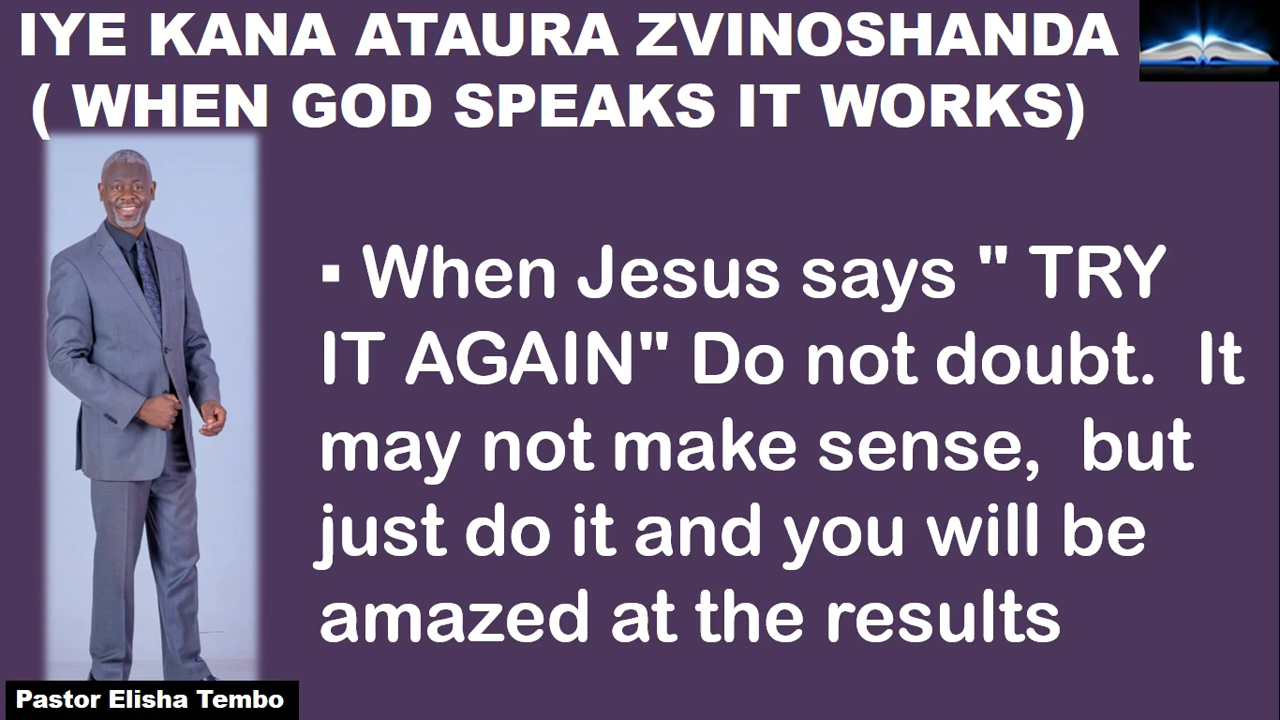 IYE KANA ATAURA ZVINOSHANDA
( WHEN GOD SPEAKS IT WORKS)
▪ When Jesus says " TRY
IT AGAIN" Do not doubt.  It
may not make sense,  but
just do it and you will be
amazed at the results
Pastor Elisha Tembo